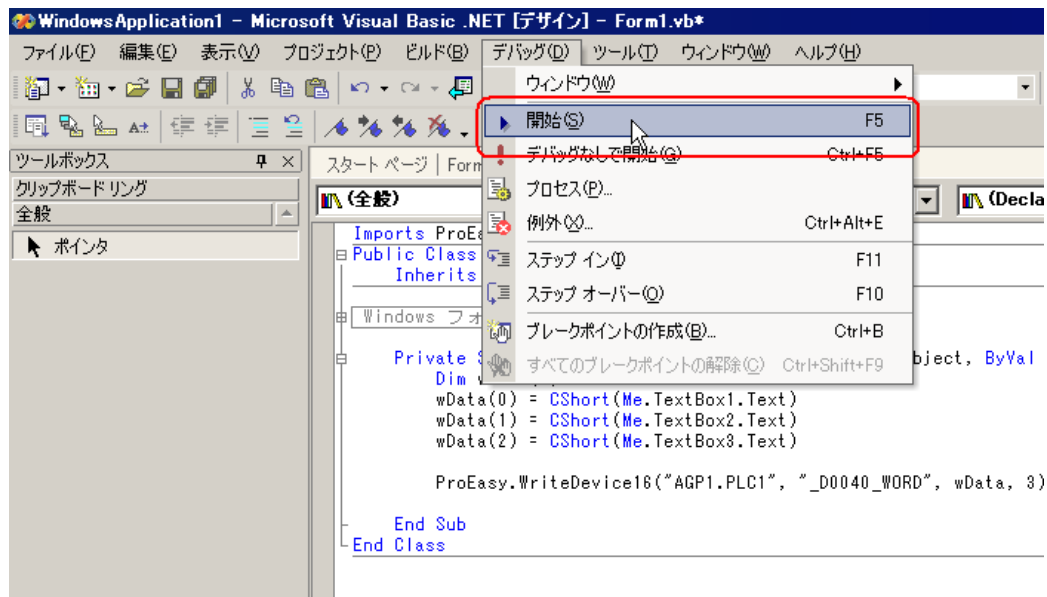 WindowsApplication1 - Microsoft Visual Basic .NET [デザイン] - Form1.vb*
ファイル(F) 編集(E) 表示(V) プロジェクト(P) ビルド(B) デバッグ(D) ツール(T) ウィンドウ(W) ヘルプ(H)
ウィンドウ(W)
開始(S) F5
デバッグなしで開始(G) Ctrl+F5
プロセス(P)...
例外(X)... Ctrl+Alt+E
ステップ イン(I) F11
ステップ オーバー(O) F10
ブレークポイントの作成(B)... Ctrl+B
すべてのブレークポイントの解除(C) Ctrl+Shift+F9
ツールボックス
クリップボード リング
全般
ポインタ
スタート ページ Form
(全般) (Decla
Imports ProEa
Public Class
Inherits
Windows フォ
Private bject, ByVal
Dim
wData(0) = CShort(Me.TextBox1.Text)
wData(1) = CShort(Me.TextBox2.Text)
wData(2) = CShort(Me.TextBox3.Text)
ProEasy.WriteDevice16("AGP1.PLC1", "_D0040_WORD", wData, 3)
End Sub
End Class